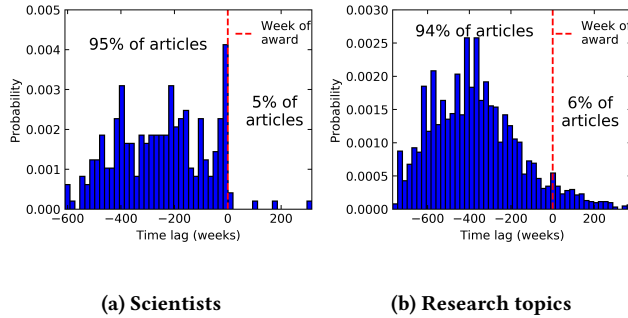 0.005
0.004
0.003
0.002
0.001
0.000
Probability
95% of articles
Week of
award
5% of
articles
−600 −400 −200 0 200
Time lag (weeks)
(a) Scientists
0.0030
0.0025
0.0020
0.0015
0.0010
0.0005
0.0000
Probability
94% of articles
Week of
award
6% of
articles
−600 −400 −200 0 200
Time lag (weeks)
(b) Research topics